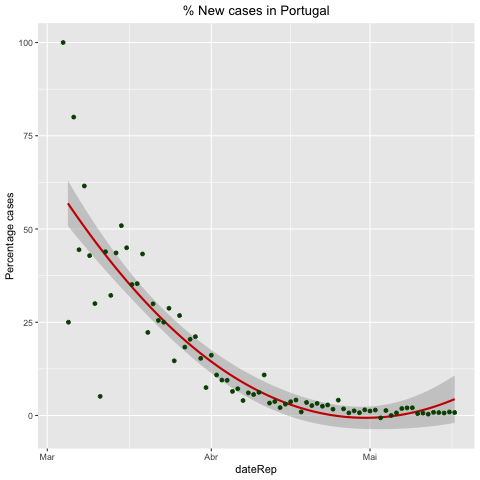 % New cases in Portugal
Percentage cases
100
75
50
25
0
Mar
Abr
Mai
dateRep